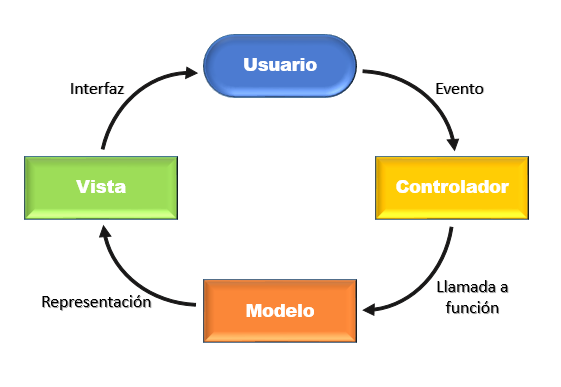 Usuario
Interfaz
Evento
Vista
Controlador
Representación
Modelo
Llamada a
función